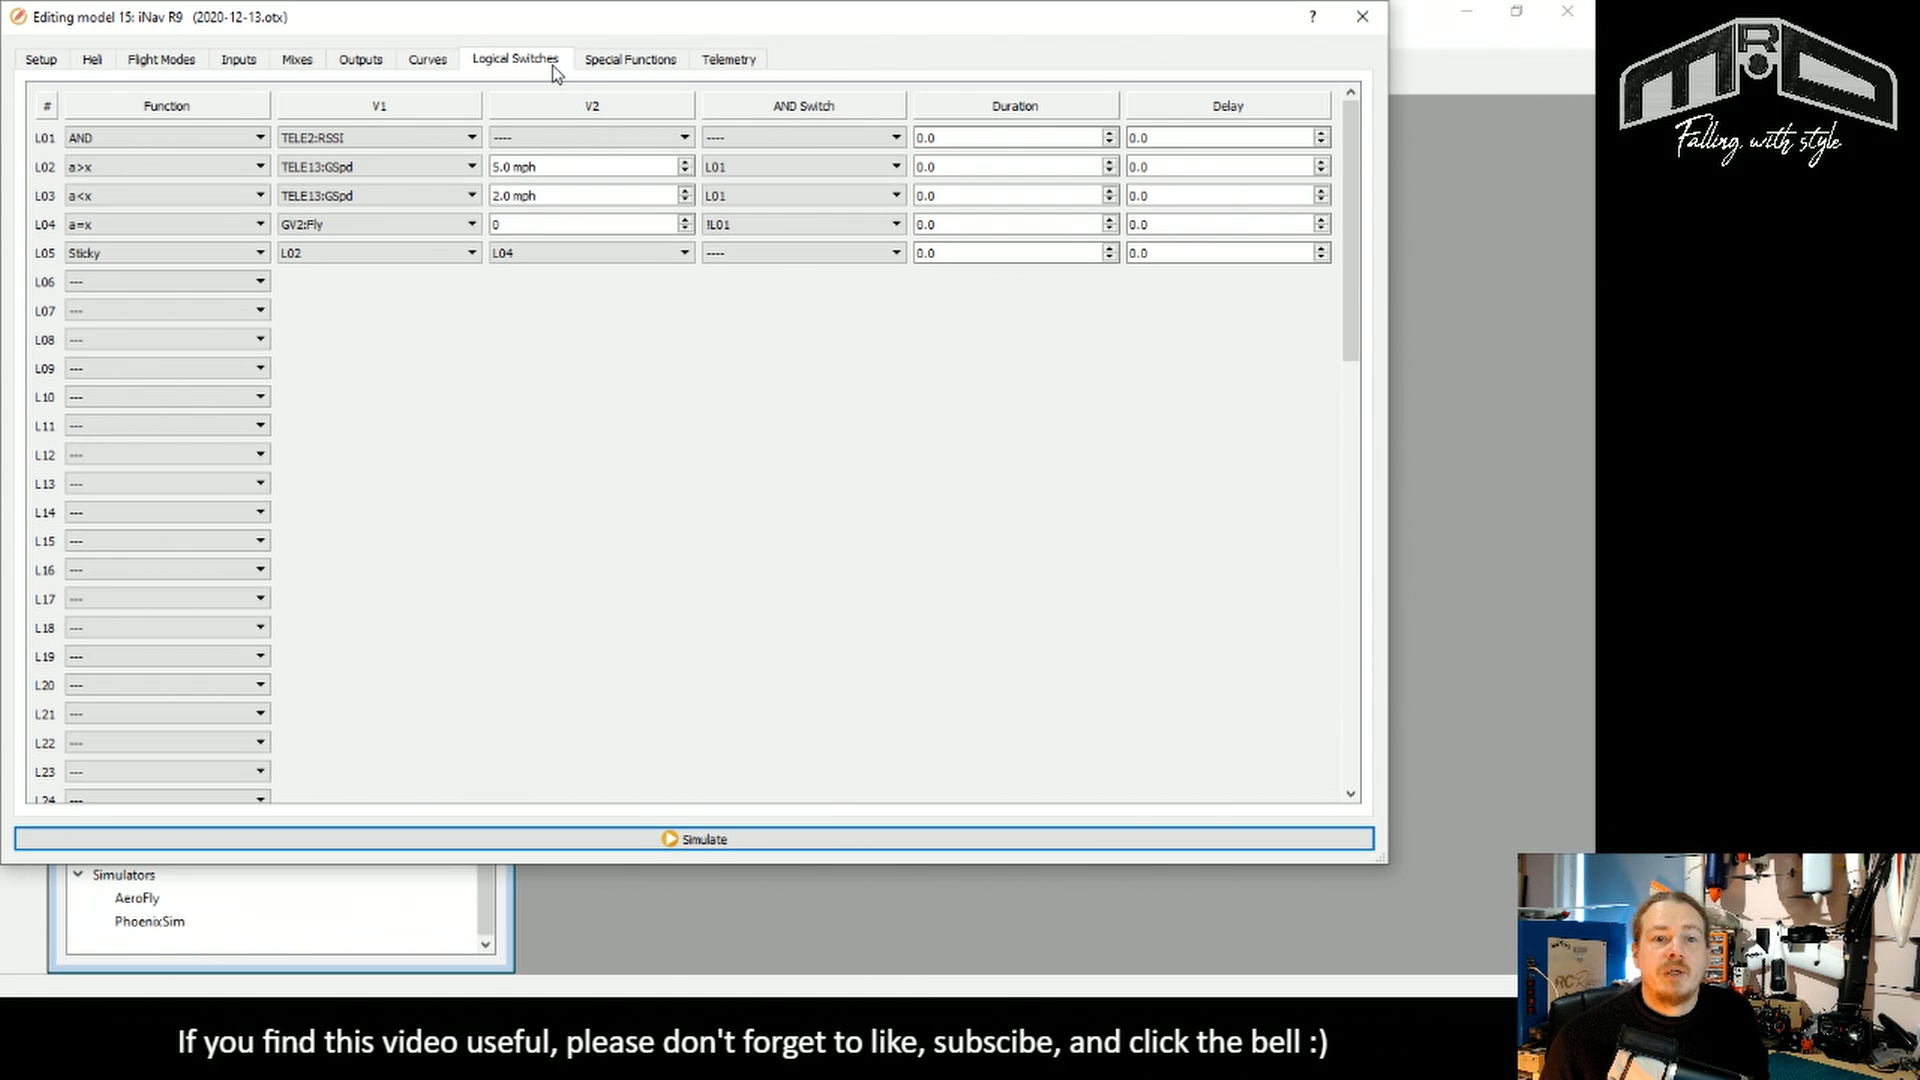 Editing model 15: iNav R9 (2020-12-13.otx)
?
Setup Heli Flight Modes Inputs Mixes Outputs Curves Logical Switches Special Functions Telemetry
# Function V1 V2 AND Switch Duration Delay
L01 AND TELE2:RSSI ---- ---- 0.0 0.0
L02 a>x TELE13:GSpd 5.0 mph L01 0.0 0.0
L03 a<x TELE13:GSpd 2.0 mph L01 0.0 0.0
L04 a=x GV2:Fly 0 !L01 0.0 0.0
L05 Sticky L02 L04 ---- 0.0 0.0
L06 ---
L07 ---
L08 ---
L09 ---
L10 ---
L11 ---
L12 ---
L13 ---
L14 ---
L15 ---
L16 ---
L17 ---
L18 ---
L19 ---
L20 ---
L21 ---
L22 ---
L23 ---
L24 ---
Simulate
Simulators
AeroFly
PhoenixSim
MRD
Falling with style
If you find this video useful, please don't forget to like, subscibe, and click the bell :)